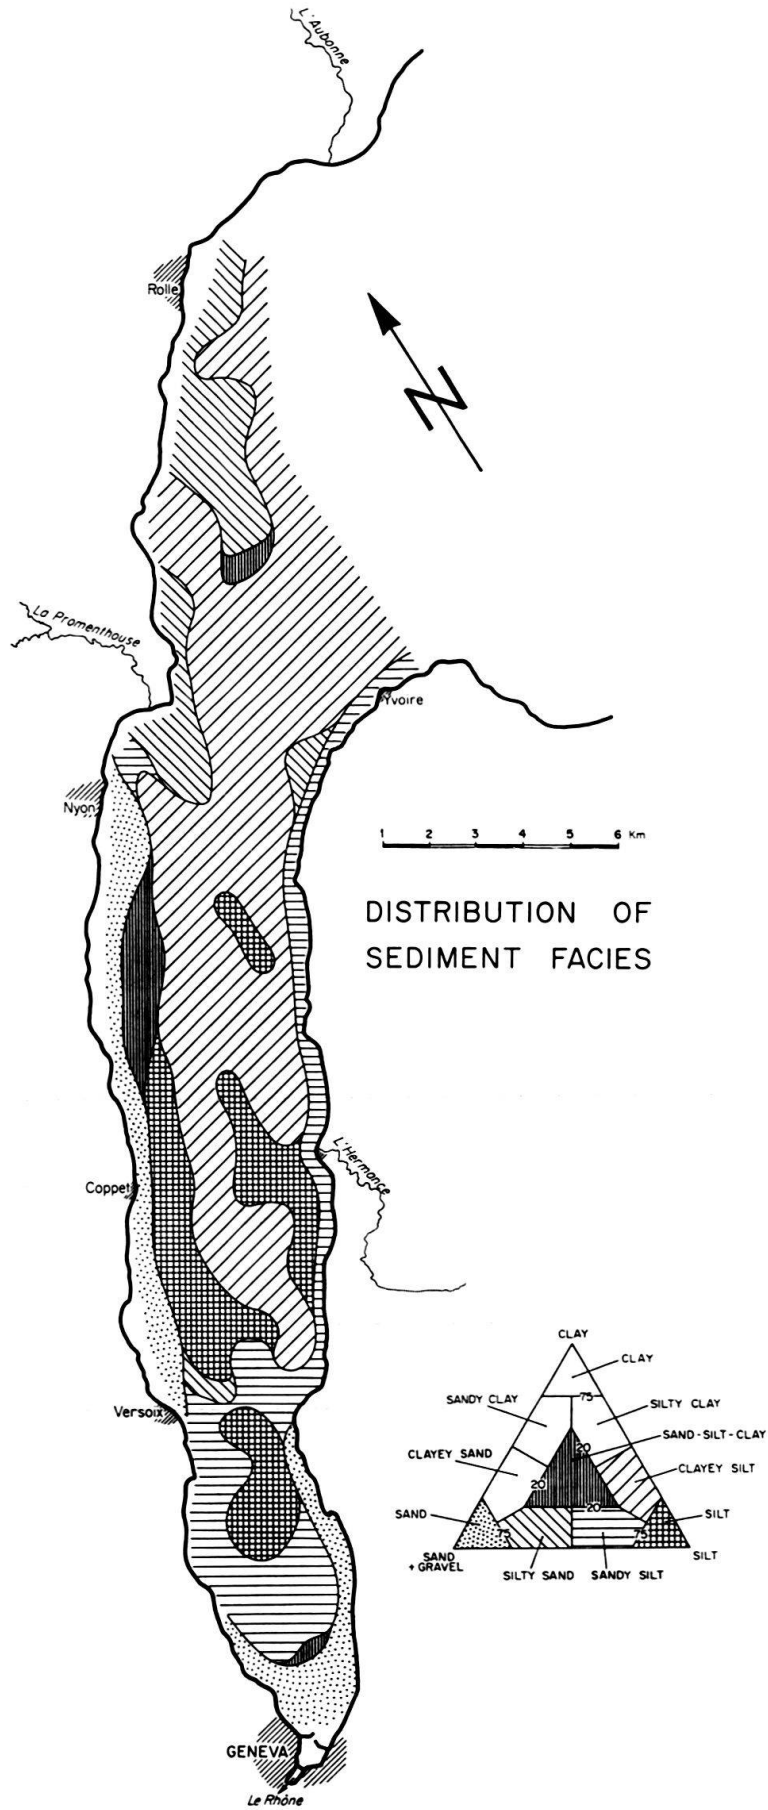 L'Aubonne
Rolle
N
La Promenthouse
Yvoire
Nyon
1 2 3 4 5 6 Km
DISTRIBUTION OF
SEDIMENT FACIES
L'Hermance
Coppet
Versoix
CLAY
CLAY
75
SANDY CLAY
SILTY CLAY
20
SAND-SILT-CLAY
CLAYEY SAND
CLAYEY SILT
20
20
SAND
SILT
75
75
SAND
+ GRAVEL
SILT
SILTY SAND
SANDY SILT
GENEVA
Le Rhône